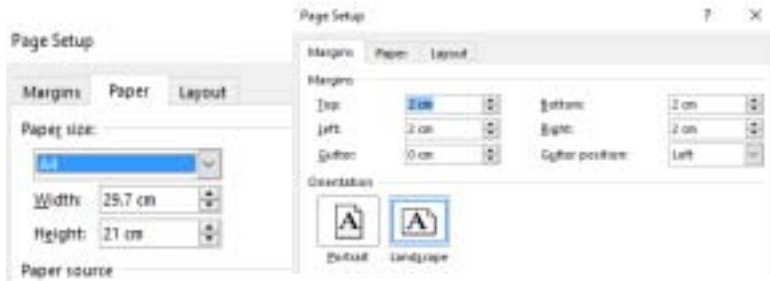 Page Setup
Margins Paper Layout
Paper size:
A4
Width: 29.7 cm
Height: 21 cm
Paper source
Page Setup ? ×
Margins Paper Layout
Margins
Top: 2 cm Bottom: 2 cm
Left: 2 cm Right: 2 cm
Gutter: 0 cm Gutter position: Left
Orientation
A A
Portrait Landscape